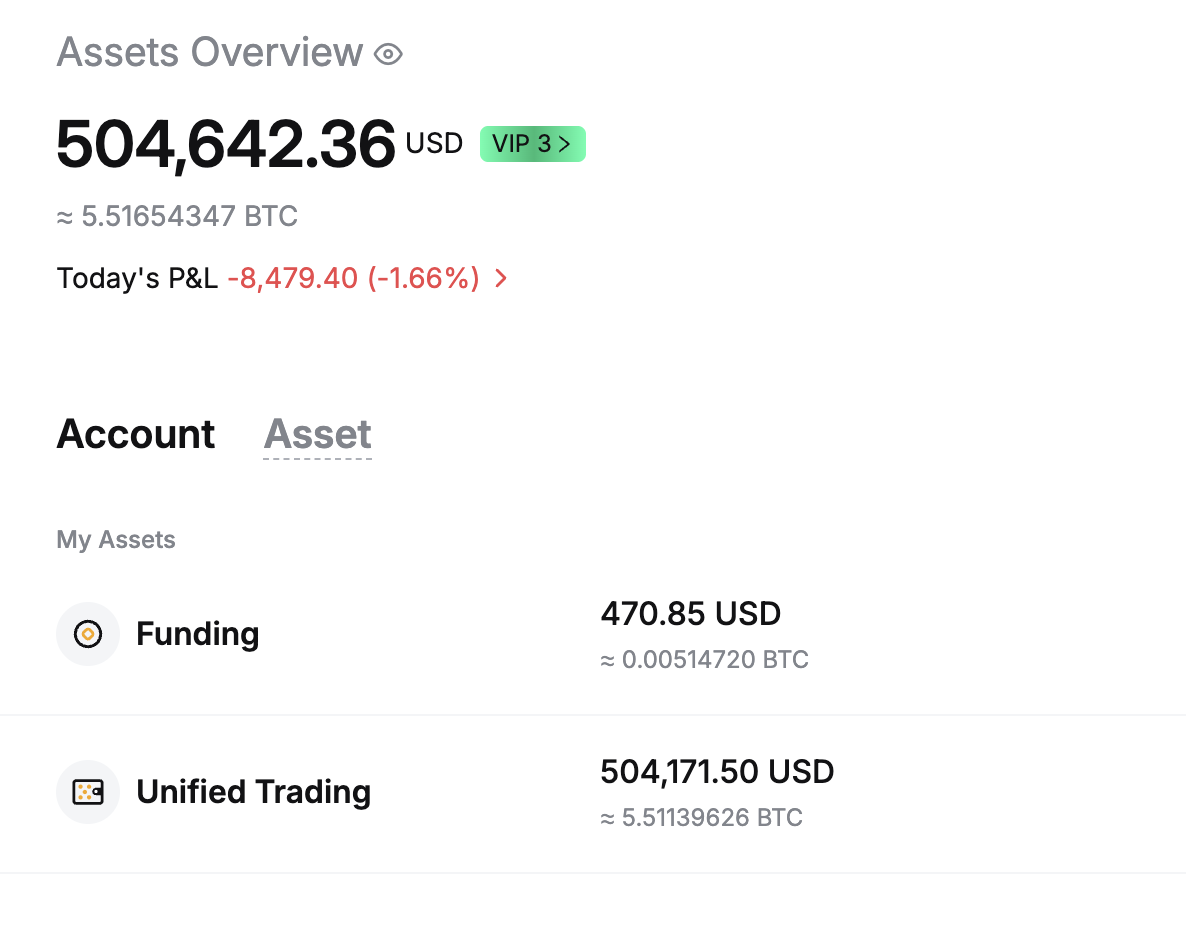 Assets Overview
504,642.36 USD VIP 3 >
≈ 5.51654347 BTC
Today's P&L -8,479.40 (-1.66%) >
Account Asset
My Assets
Funding
470.85 USD
≈ 0.00514720 BTC
Unified Trading
504,171.50 USD
≈ 5.51139626 BTC